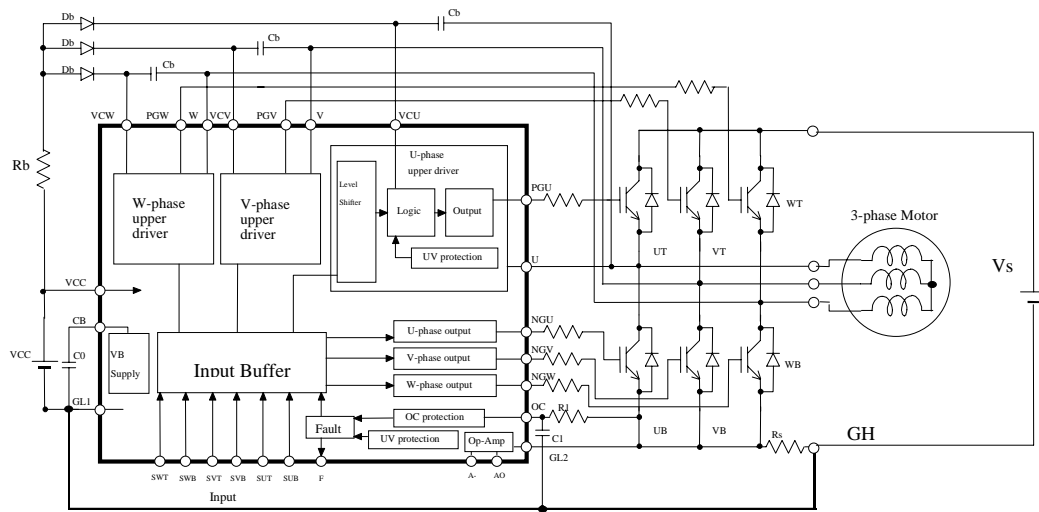 Db
Cb
Db
Cb
Db
Cb
VCW
PGW
W
VCV
PGV
V
VCU
Rb
W-phase
upper
driver
V-phase
upper
driver
U-phase
upper driver
Level
Shifter
Logic
Output
UV protection
PGU
U
UT
VT
WT
3-phase Motor
Vs
VCC
CB
C0
VCC
VB
Supply
GL1
Input Buffer
U-phase output
V-phase output
W-phase output
NGU
NGV
NGW
OC
R1
OC protection
Fault
UV protection
Op-Amp
C1
GL2
UB
VB
WB
Rs
GH
SWT
SWB
SVT
SVB
SUT
SUB
F
A-
AO
Input